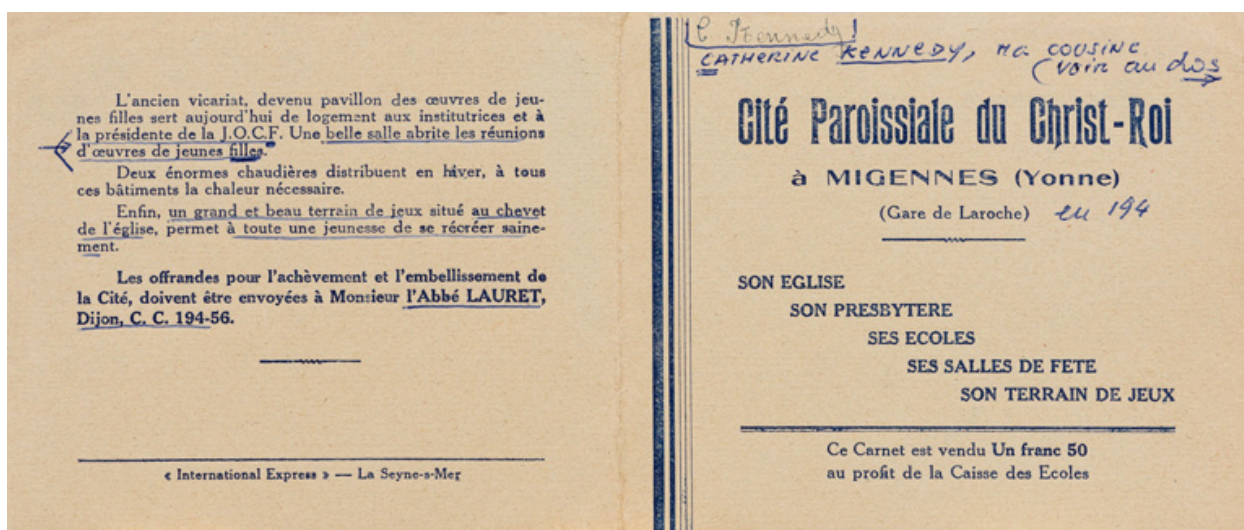 L'ancien vicariat, devenu pavillon des œuvres de jeu-
nes filles sert aujourd'hui de logement aux institutrices et à
la présidente de la J.O.C.F. Une belle salle abrite les réunions
d'œuvres de jeunes filles.
Deux énormes chaudières distribuent en hiver, à tous
ces bâtiments la chaleur nécessaire.
Enfin, un grand et beau terrain de jeux situé au chevet
de l'église, permet à toute une jeunesse de se récréer saine-
ment.
Les offrandes pour l'achèvement et l'embellissement de
la Cité, doivent être envoyées à Monsieur l'Abbé LAURET,
Dijon, C. C. 194-56.
« International Express » — La Seyne-s-Mer
C Kennedy!
CATHERINE KENNEDY, ma cousine
(voir au dos
Cité Paroissiale du Christ-Roi
à MIGENNES (Yonne)
(Gare de Laroche) en 194
SON EGLISE
SON PRESBYTERE
SES ECOLES
SES SALLES DE FETE
SON TERRAIN DE JEUX
Ce Carnet est vendu Un franc 50
au profit de la Caisse des Ecoles